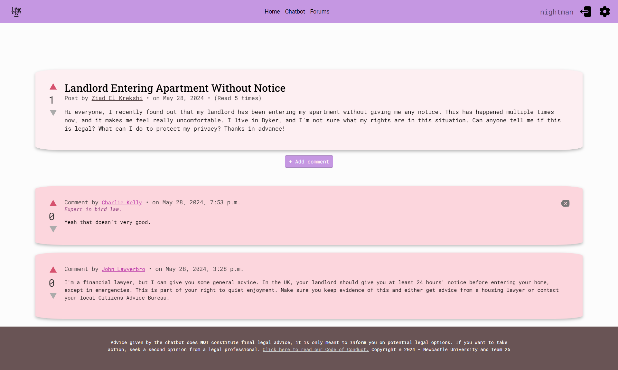 Home Chatbot Forums
nightman
Landlord Entering Apartment Without Notice
Post by Ziad El Krekshi • on May 28, 2024 • (Read 5 times)
1
Hi everyone, I recently found out that my landlord has been entering my apartment without giving me any notice. This has happened multiple times
now, and it makes me feel really uncomfortable. I live in Byker, and I'm not sure what my rights are in this situation. Can anyone tell me if this
is legal? What can I do to protect my privacy? Thanks in advance!
+ Add comment
Comment by Charlie Kelly • on May 28, 2024, 7:53 p.m.
Expert in bird law.
0
Yeah that doesn't very good.
Comment by John Lawyerbro • on May 28, 2024, 3:28 p.m.
0
I'm a financial lawyer, but I can give you some general advice. In the UK, your landlord should give you at least 24 hours' notice before entering your home,
except in emergencies. This is part of your right to quiet enjoyment. Make sure you keep evidence of this and either get advice from a housing lawyer or contact
your local Citizens Advice Bureau.
Advice given by the chatbot does NOT constitute final legal advice, it is only meant to inform you on potential legal options. If you want to take
action, seek a second opinion from a legal professional. Click here to read our Code of Conduct. Copyright © 2024 - Newcastle University and Team 25